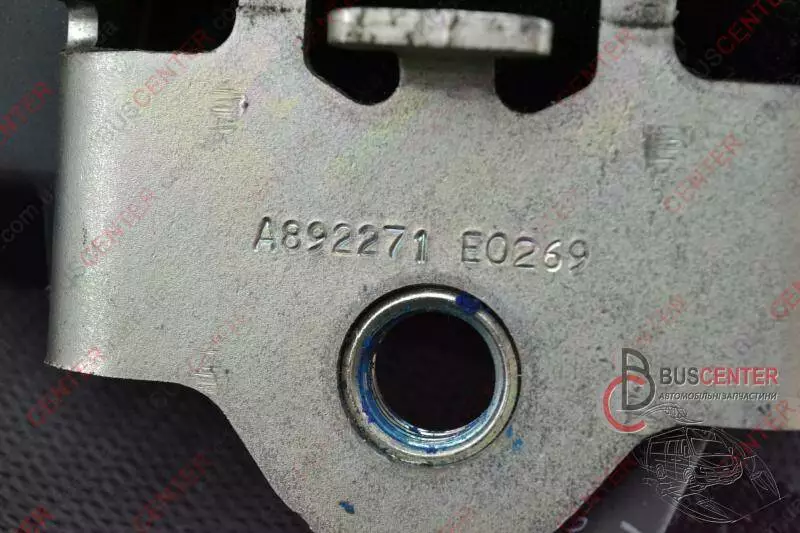 A892271 E0269
BUSCENTER
АВТОМОБІЛЬНІ ЗАПЧАСТИНИ